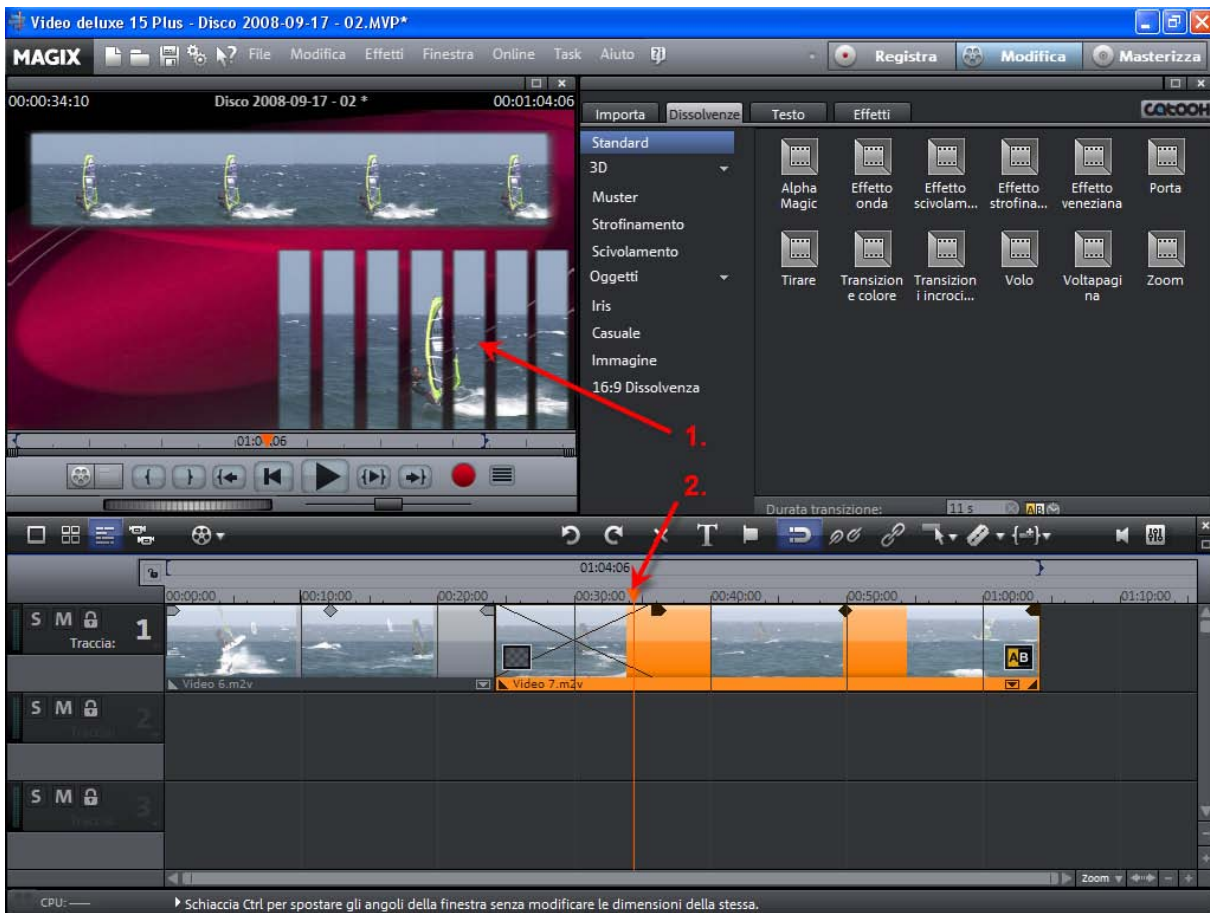 Video deluxe 15 Plus - Disco 2008-09-17 - 02.MVP*
MAGIX File Modifica Effetti Finestra Online Task Aiuto Registra Modifica Masterizza
00:00:34:10 Disco 2008-09-17 - 02 * 00:01:04:06
Importa Dissolvenze Testo Effetti CATOOH
Standard
3D
Muster
Strofinamento
Scivolamento
Oggetti
Iris
Casuale
Immagine
16:9 Dissolvenza
Alpha Magic
Effetto onda
Effetto scivolam...
Effetto strofina...
Effetto veneziana
Porta
Tirare
Transizion e colore
Transizion i incroci...
Volo
Voltapagi na
Zoom
1.
2.
Durata transizione: 11 s AB
01:04:06
00:00:00 00:10:00 00:20:00 00:30:00 00:40:00 00:50:00 01:00:00 01:10:00
S M
Traccia: 1
Video 6.m2v Video 7.m2v AB
S M
2
S M
3
Zoom
CPU: —
Schiaccia Ctrl per spostare gli angoli della finestra senza modificare le dimensioni della stessa.